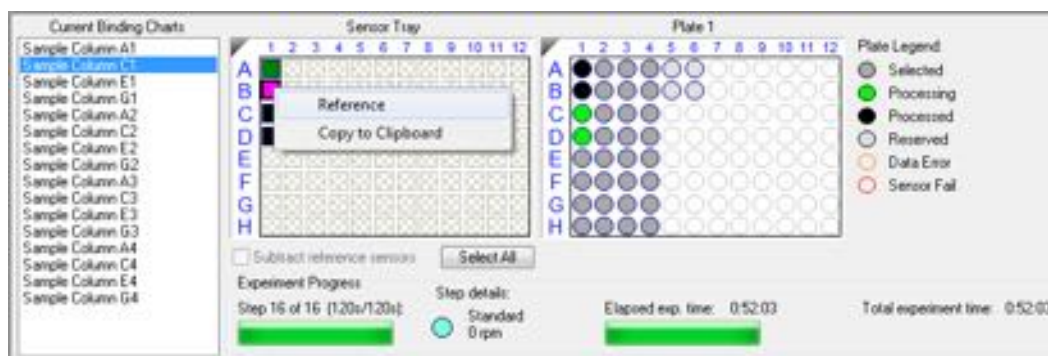 Current Binding Charts
Sample Column A1
Sample Column C1
Sample Column E1
Sample Column G1
Sample Column A2
Sample Column C2
Sample Column E2
Sample Column G2
Sample Column A3
Sample Column C3
Sample Column E3
Sample Column G3
Sample Column A4
Sample Column C4
Sample Column E4
Sample Column G4
Sensor Tray
1 2 3 4 5 6 7 8 9 10 11 12
A
B
C
D
E
F
G
H
Reference
Copy to Clipboard
Plate 1
1 2 3 4 5 6 7 8 9 10 11 12
A
B
C
D
E
F
G
H
Plate Legend:
Selected
Processing
Processed
Reserved
Data Error
Sensor Fail
Subtract reference sensors
Select All
Experiment Progress
Step 16 of 16 (120s/120s):
Step details:
Standard
0 rpm
Elapsed exp. time: 0:52:03
Total experiment time: 0:52:03